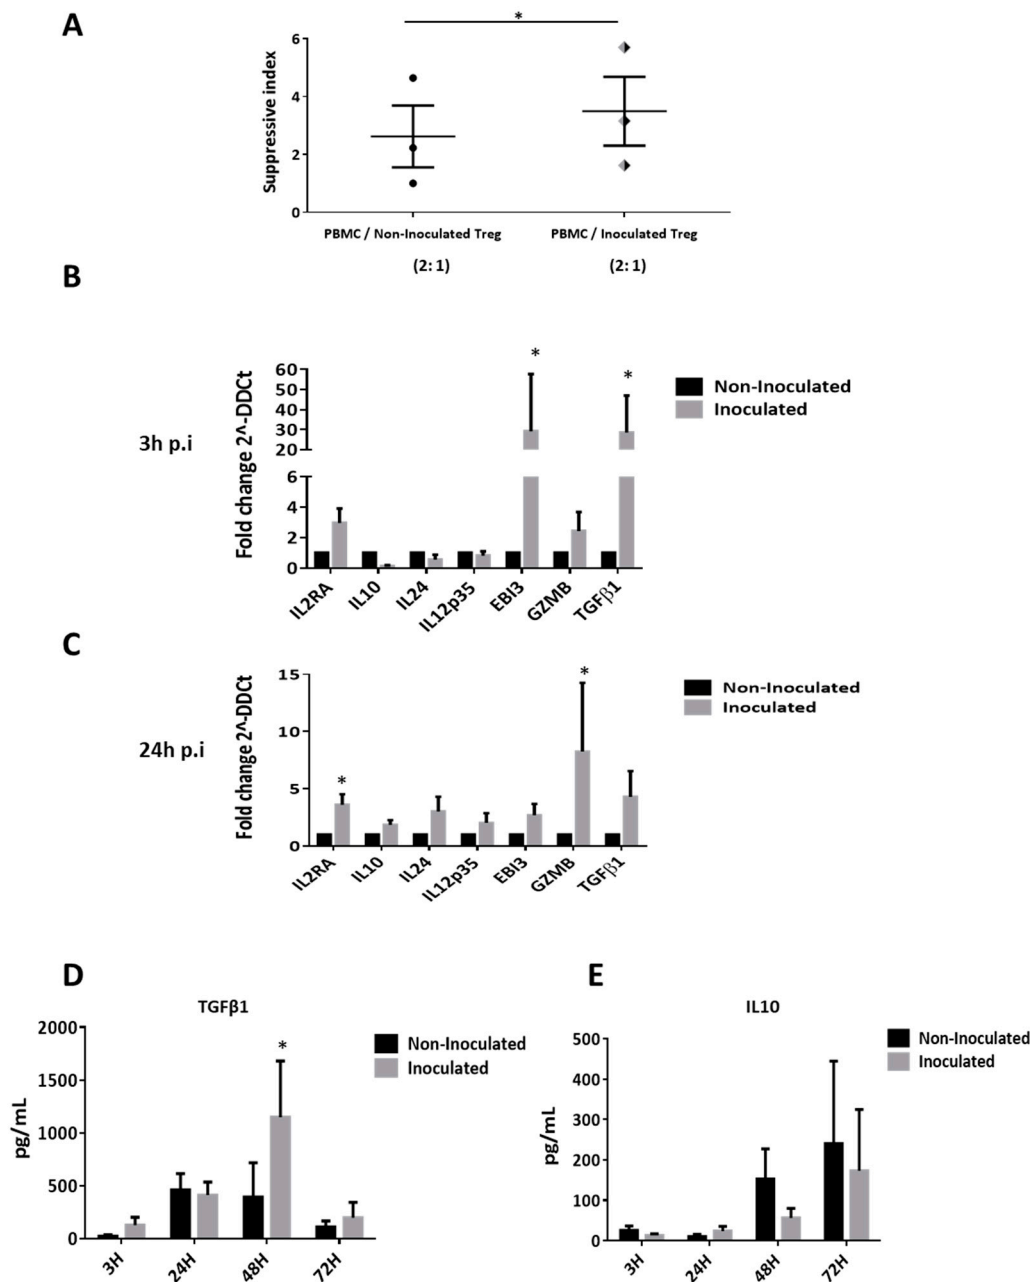 A
*
Suppressive index
6
4
2
0
PBMC / Non-Inoculated Treg
PBMC / Inoculated Treg
(2: 1)
(2: 1)
B
3h p.i
Fold change 2^-DDCt
60
50
40
30
20
6
4
2
0
*
*
Non-Inoculated
Inoculated
IL2RA
IL10
IL24
IL12p35
EBI3
GZMB
TGFβ1
C
24h p.i
Fold change 2^-DDCt
15
10
5
0
*
*
Non-Inoculated
Inoculated
IL2RA
IL10
IL24
IL12p35
EBI3
GZMB
TGFβ1
D
TGFβ1
pg/mL
2000
1500
1000
500
0
*
Non-Inoculated
Inoculated
3H
24H
48H
72H
E
IL10
pg/mL
500
400
300
200
100
0
Non-Inoculated
Inoculated
3H
24H
48H
72H